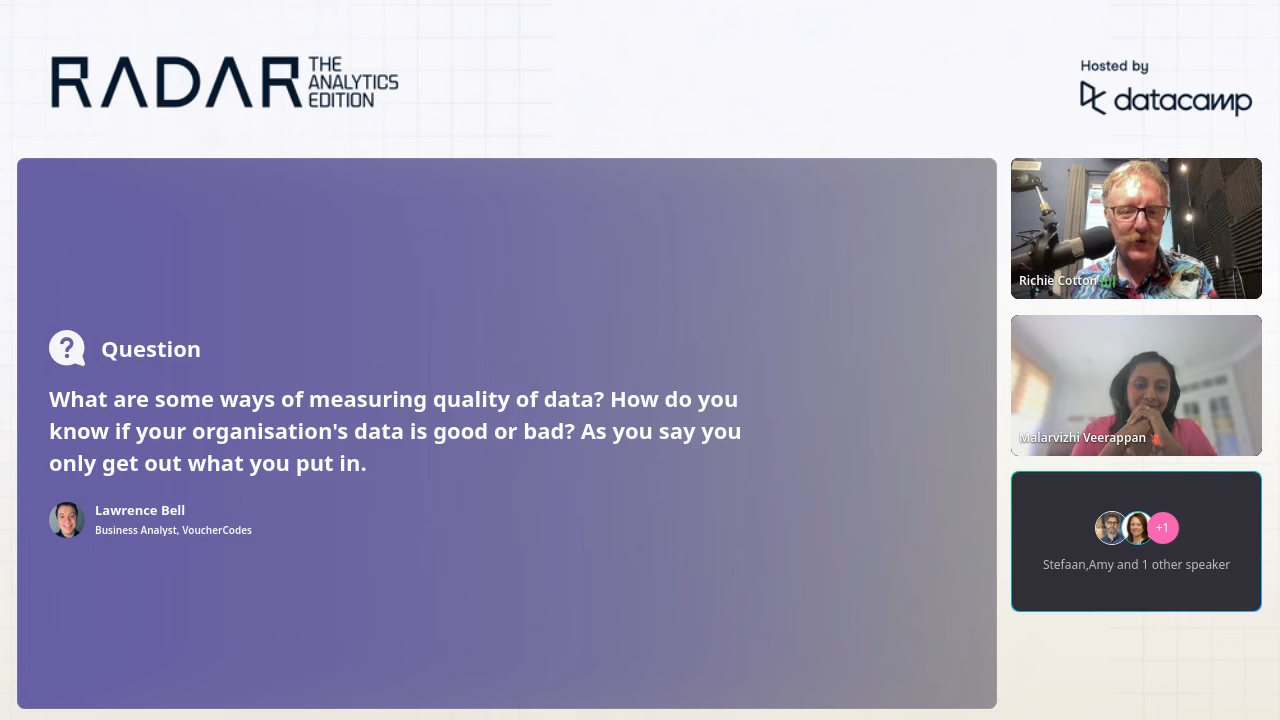 RADAR THE
ANALYTICS
EDITION
Hosted by
datacamp
Question
What are some ways of measuring quality of data? How do you
know if your organisation's data is good or bad? As you say you
only get out what you put in.
Lawrence Bell
Business Analyst, VoucherCodes
Richie Cotton
Malarvizhi Veerappan
+1
Stefaan,Amy and 1 other speaker